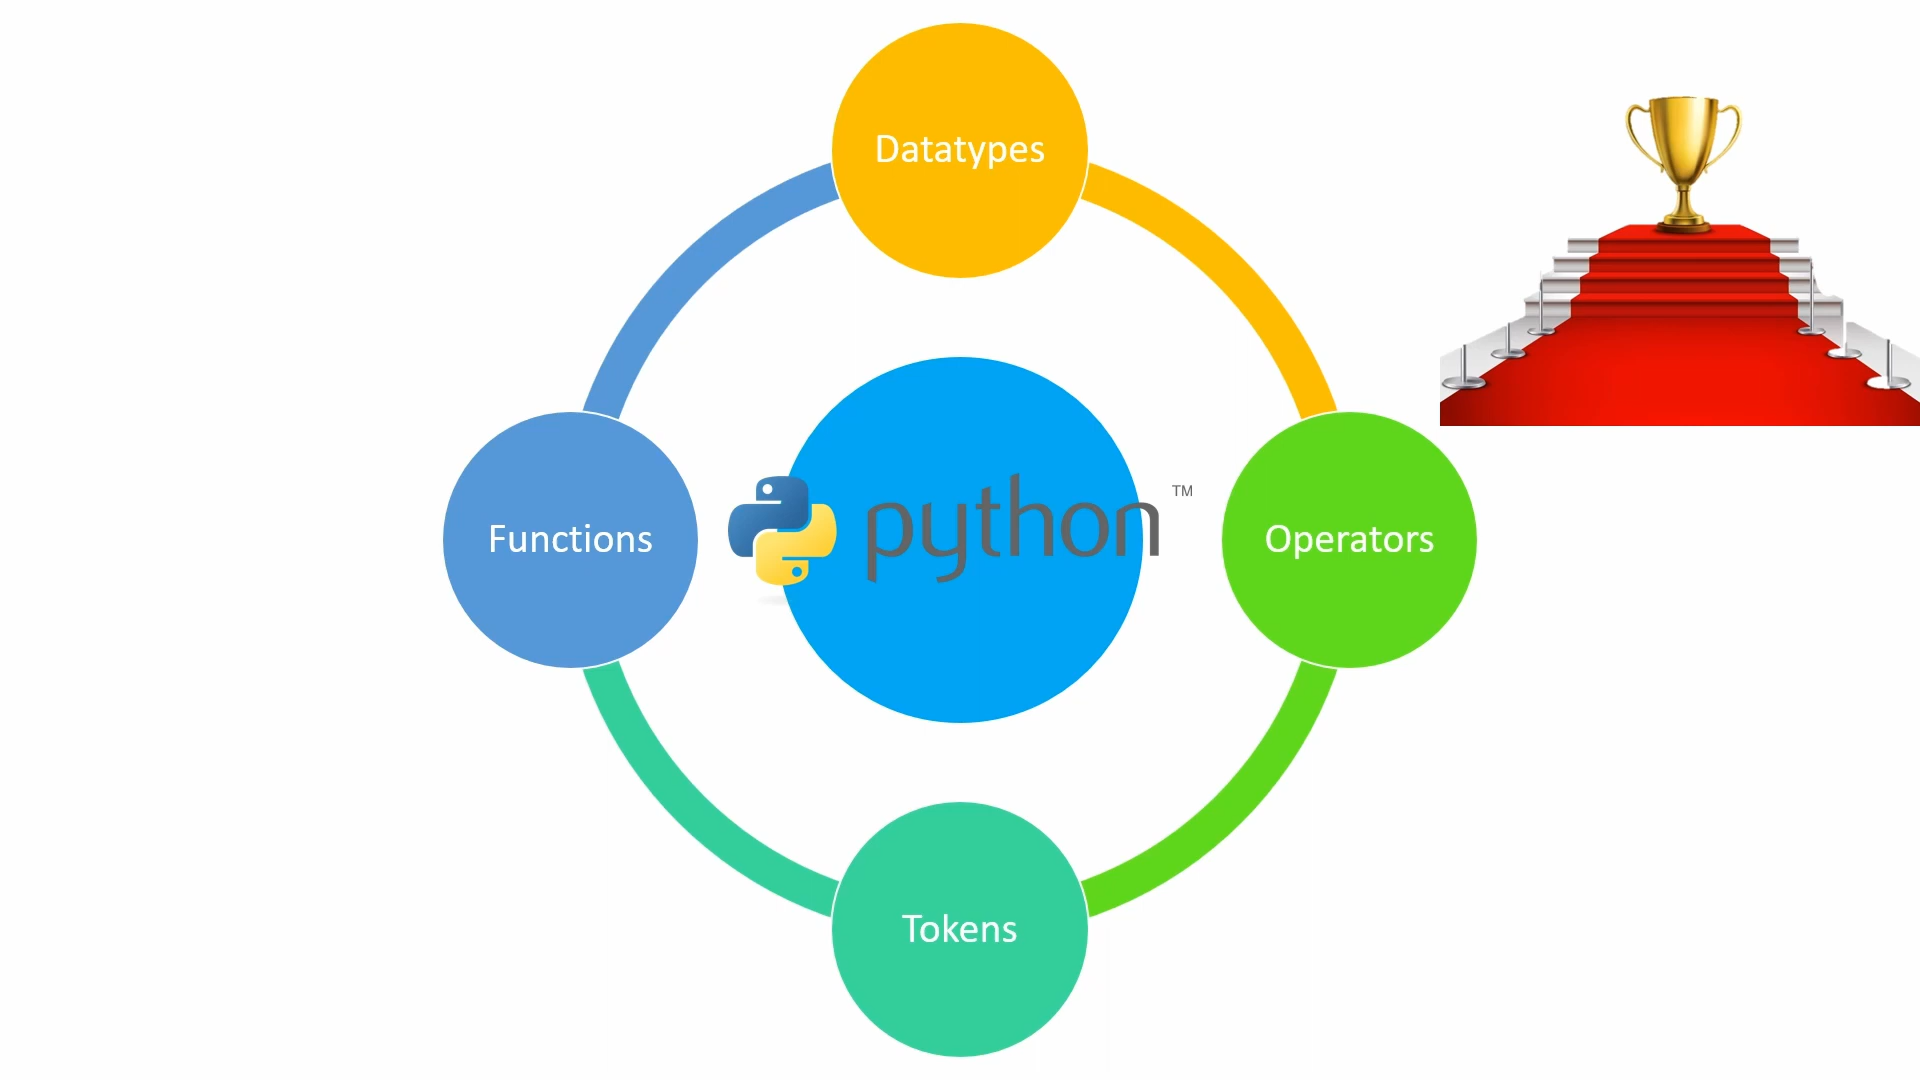 Datatypes
Functions
python™
Operators
Tokens